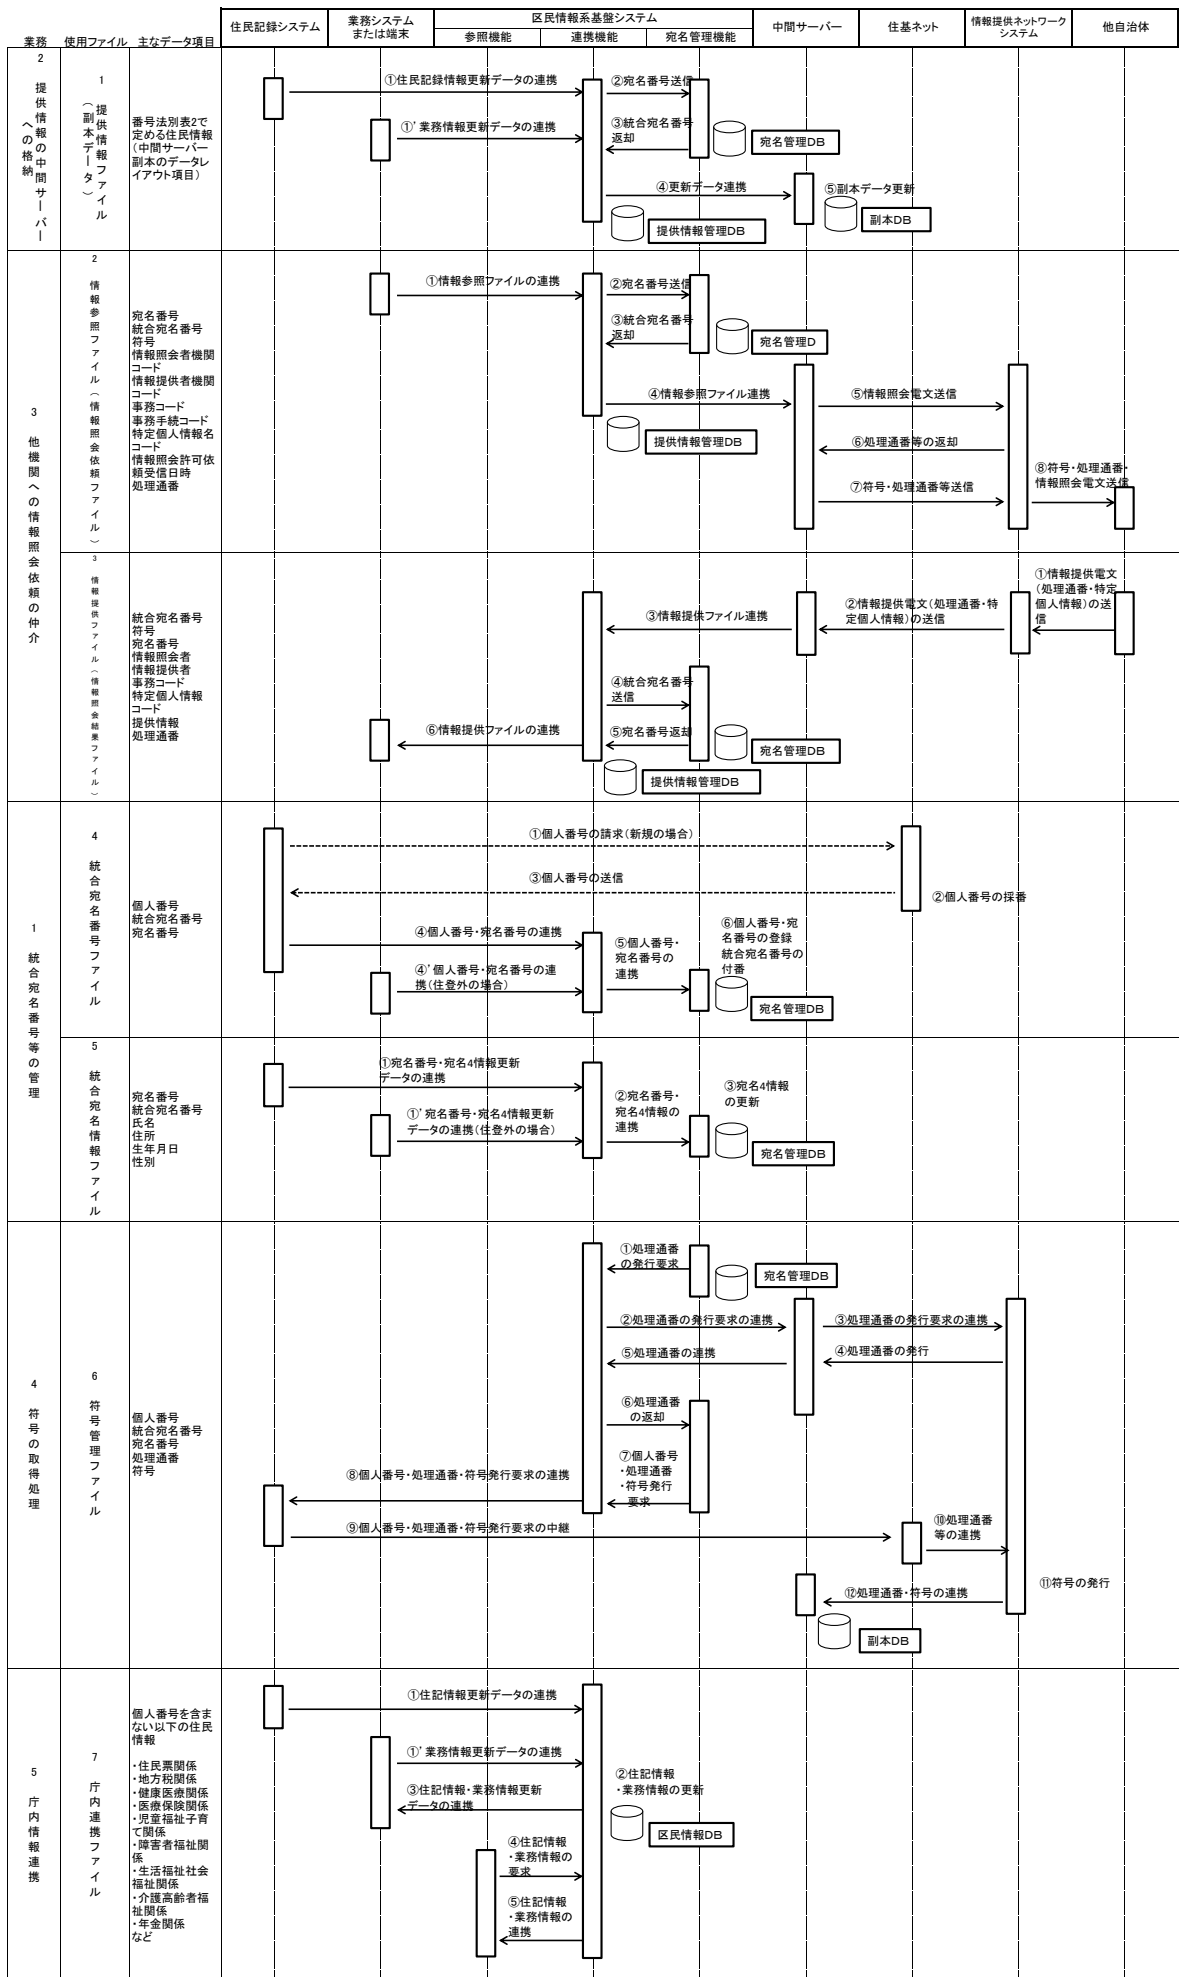 業務
使用ファイル
主なデータ項目
住民記録システム
業務システム
または端末
区民情報系基盤システム
参照機能
連携機能
宛名管理機能
中間サーバー
住基ネット
情報提供ネットワーク
システム
他自治体
2 提供情報の中間サーバー
への格納
1 提供情報ファイル
(副本データ)
番号法別表2で
定める住民情報
(中間サーバー
副本のデータレ
イアウト項目)
①住民記録情報更新データの連携
①’業務情報更新データの連携
②宛名番号送信
③統合宛名番号
返却
宛名管理DB
④更新データ連携
⑤副本データ更新
提供情報管理DB
副本DB
3 他機関への情報照会依頼の仲介
2 情報参照ファイル(情報照会依頼ファイル)
宛名番号
統合宛名番号
符号
情報照会者機関
コード
情報提供者機関
コード
事務コード
事務手続コード
特定個人情報名
コード
情報照会許可依
頼受信日時
処理通番
①情報参照ファイルの連携
②宛名番号送信
③統合宛名番号
返却
宛名管理D
④情報参照ファイル連携
提供情報管理DB
⑤情報照会電文送信
⑥処理通番等の返却
⑦符号・処理通番等送信
⑧符号・処理通番・
情報照会電文送信
3 情報提供ファイル(情報照会結果ファイル)
統合宛名番号
符号
宛名番号
情報照会者
情報提供者
事務コード
特定個人情報
コード
提供情報
処理通番
①情報提供電文
(処理通番・特定
個人情報)の送
信
②情報提供電文(処理通番・特
定個人情報)の送信
③情報提供ファイル連携
④統合宛名番号
送信
⑤宛名番号返却
⑥情報提供ファイルの連携
宛名管理DB
提供情報管理DB
1 統合宛名番号等の管理
4 統合宛名番号ファイル
個人番号
統合宛名番号
宛名番号
①個人番号の請求(新規の場合)
③個人番号の送信
②個人番号の採番
④個人番号・宛名番号の連携
④’個人番号・宛名番号の連
携(住登外の場合)
⑤個人番号・
宛名番号の
連携
⑥個人番号・宛
名番号の登録
統合宛名番号の
付番
宛名管理DB
5 統合宛名情報ファイル
宛名番号
統合宛名番号
氏名
住所
生年月日
性別
①宛名番号・宛名4情報更新
データの連携
①’宛名番号・宛名4情報更新
データの連携(住登外の場合)
②宛名番号・
宛名4情報の
連携
③宛名4情報
の更新
宛名管理DB
4 符号の取得処理
6 符号管理ファイル
個人番号
統合宛名番号
宛名番号
処理通番
符号
①処理通番
の発行要求
宛名管理DB
②処理通番の発行要求の連携
③処理通番の発行要求の連携
④処理通番の発行
⑤処理通番の連携
⑥処理通番
の返却
⑦個人番号
・処理通番
・符号発行
要求
⑧個人番号・処理通番・符号発行要求の連携
⑨個人番号・処理通番・符号発行要求の中継
⑩処理通番
等の連携
⑪符号の発行
⑫処理通番・符号の連携
副本DB
5 庁内情報連携
7 庁内連携ファイル
個人番号を含ま
ない以下の住民
情報
・住民票関係
・地方税関係
・健康医療関係
・医療保険関係
・児童福祉子育
て関係
・障害者福祉関
係
・生活福祉社会
福祉関係
・介護高齢者福
祉関係
・年金関係
など
①住記情報更新データの連携
①’業務情報更新データの連携
②住記情報
・業務情報の更新
③住記情報・業務情報更新
データの連携
区民情報DB
④住記情報
・業務情報の
要求
⑤住記情報
・業務情報の
連携